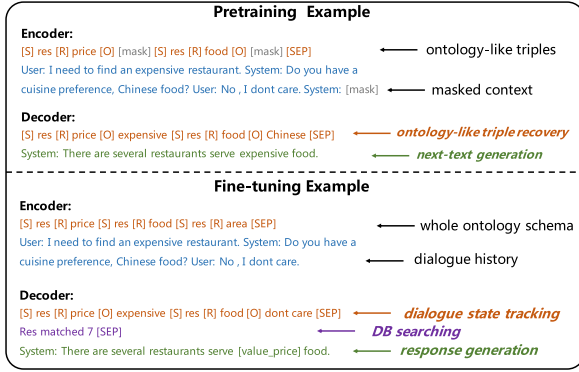 Pretraining Example
Encoder:
[S] res [R] price [O] [mask] [S] res [R] food [O] [mask] [SEP]
ontology-like triples
User: I need to find an expensive restaurant. System: Do you have a
cuisine preference, Chinese food? User: No , I dont care. System: [mask]
masked context
Decoder:
[S] res [R] price [O] expensive [S] res [R] food [O] Chinese [SEP]
ontology-like triple recovery
System: There are several restaurants serve expensive food.
next-text generation
Fine-tuning Example
Encoder:
[S] res [R] price [S] res [R] food [S] res [R] area [SEP]
whole ontology schema
User: I need to find an expensive restaurant. System: Do you have a
cuisine preference, Chinese food? User: No , I dont care.
dialogue history
Decoder:
[S] res [R] price [O] expensive [S] res [R] food [O] dont care [SEP]
dialogue state tracking
Res matched 7 [SEP]
DB searching
System: There are several restaurants serve [value_price] food.
response generation